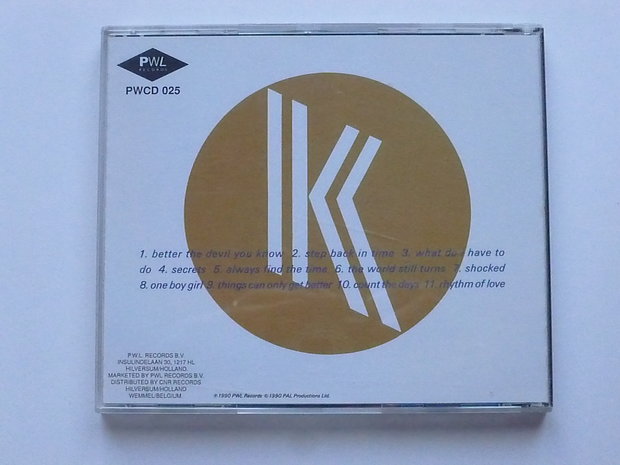 PWL
RECORDS
PWCD 025
K
1. better the devil you know 2. step back in time 3. what do i have to
do 4. secrets 5. always find the time 6. the world still turns 7. shocked
8. one boy girl 9. things can only get better 10. count the days 11. rhythm of love
P.W.L. RECORDS B.V.
INSULINDELAAN 30, 1217 HL
HILVERSUM/HOLLAND.
MARKETED BY PWL RECORDS B.V.
DISTRIBUTED BY CNR RECORDS
HILVERSUM/HOLLAND
WEMMEL/BELGIUM.
℗ 1990 PWL Records © 1990 PAL Productions Ltd.